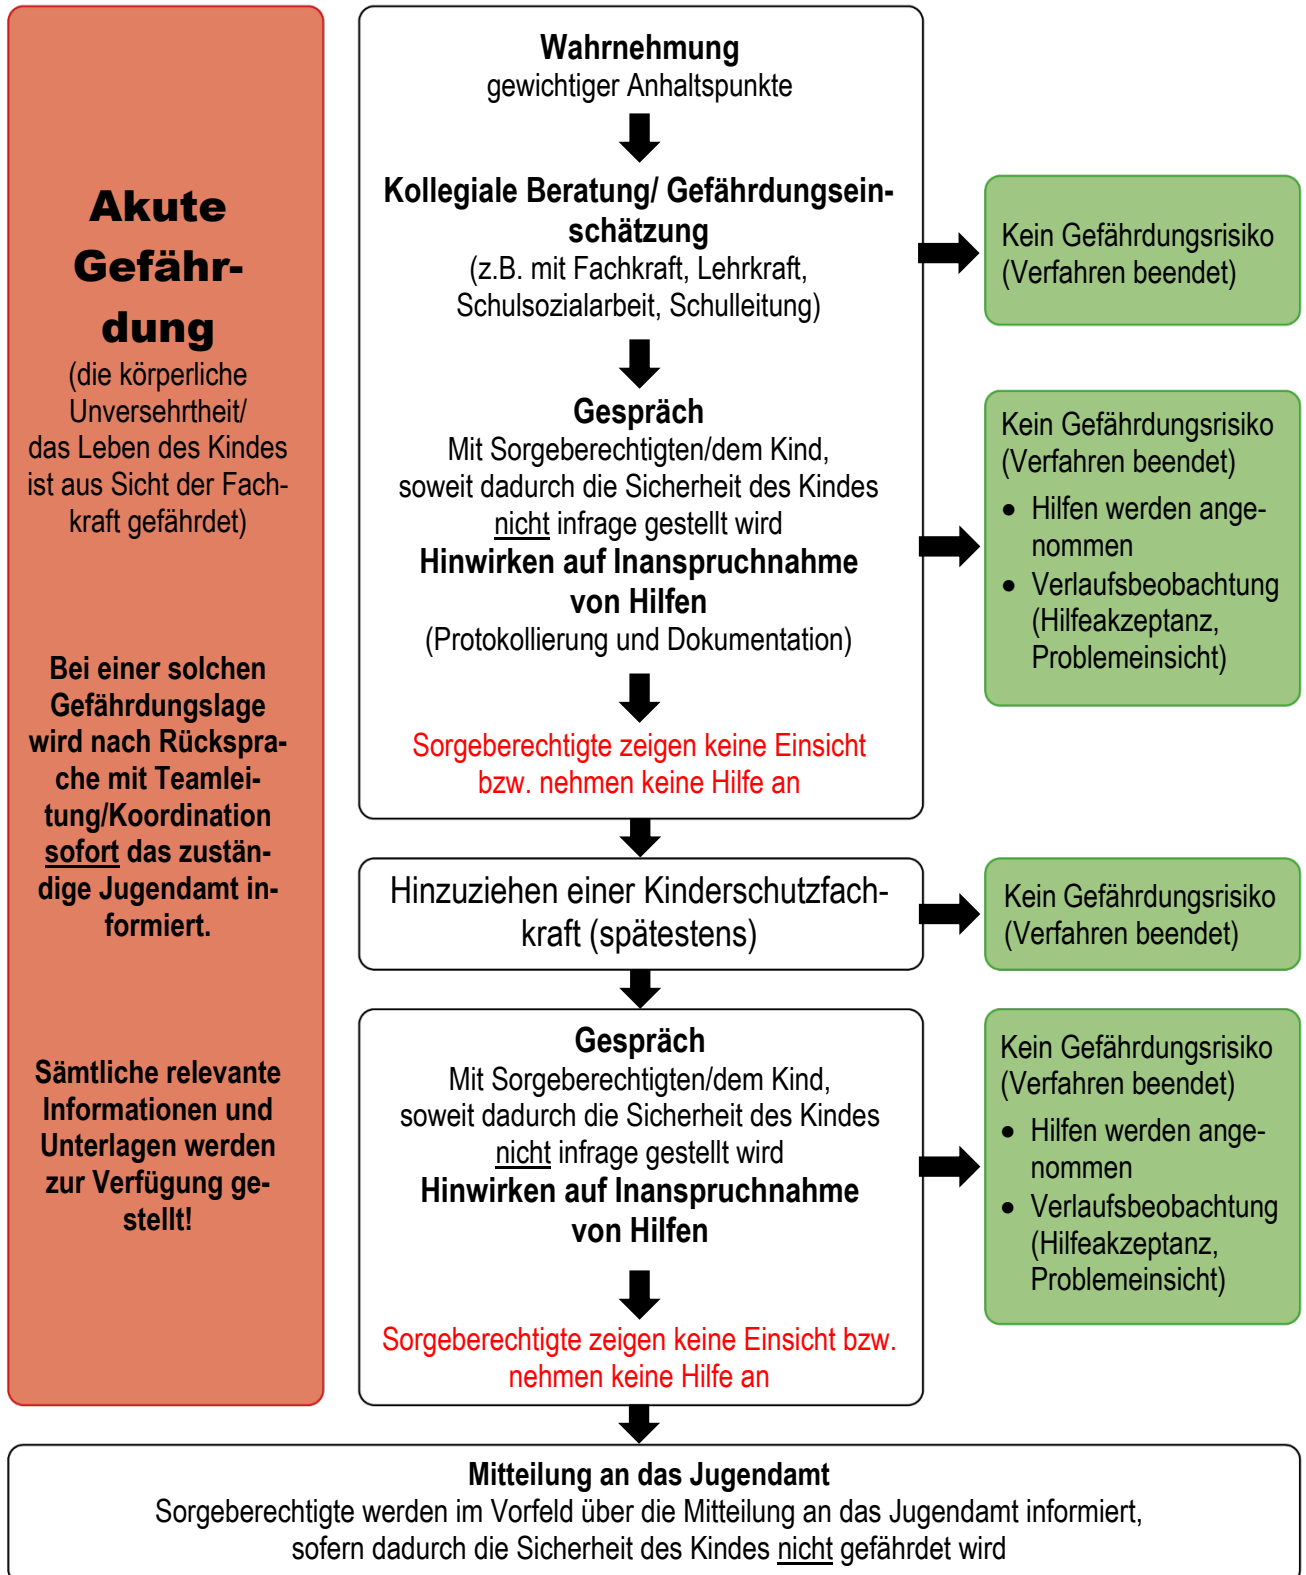 Akute
Gefähr-
dung
(die körperliche
Unversehrtheit/
das Leben des Kindes
ist aus Sicht der Fach-
kraft gefährdet)
Bei einer solchen
Gefährdungslage
wird nach Rückspra-
che mit Teamlei-
tung/Koordination
sofort das zustän-
dige Jugendamt in-
formiert.
Sämtliche relevante
Informationen und
Unterlagen werden
zur Verfügung ge-
stellt!
Wahrnehmung
gewichtiger Anhaltspunkte
Kollegiale Beratung/ Gefährdungsein-
schätzung
(z.B. mit Fachkraft, Lehrkraft,
Schulsozialarbeit, Schulleitung)
Kein Gefährdungsrisiko
(Verfahren beendet)
Gespräch
Mit Sorgeberechtigten/dem Kind,
soweit dadurch die Sicherheit des Kindes
nicht infrage gestellt wird
Hinwirken auf Inanspruchnahme
von Hilfen
(Protokollierung und Dokumentation)
Kein Gefährdungsrisiko
(Verfahren beendet)
• Hilfen werden ange-
nommen
• Verlaufsbeobachtung
(Hilfeakzeptanz,
Problemeinsicht)
Sorgeberechtigte zeigen keine Einsicht
bzw. nehmen keine Hilfe an
Hinzuziehen einer Kinderschutzfach-
kraft (spätestens)
Kein Gefährdungsrisiko
(Verfahren beendet)
Gespräch
Mit Sorgeberechtigten/dem Kind,
soweit dadurch die Sicherheit des Kindes
nicht infrage gestellt wird
Hinwirken auf Inanspruchnahme
von Hilfen
Kein Gefährdungsrisiko
(Verfahren beendet)
• Hilfen werden ange-
nommen
• Verlaufsbeobachtung
(Hilfeakzeptanz,
Problemeinsicht)
Sorgeberechtigte zeigen keine Einsicht bzw.
nehmen keine Hilfe an
Mitteilung an das Jugendamt
Sorgeberechtigte werden im Vorfeld über die Mitteilung an das Jugendamt informiert,
sofern dadurch die Sicherheit des Kindes nicht gefährdet wird